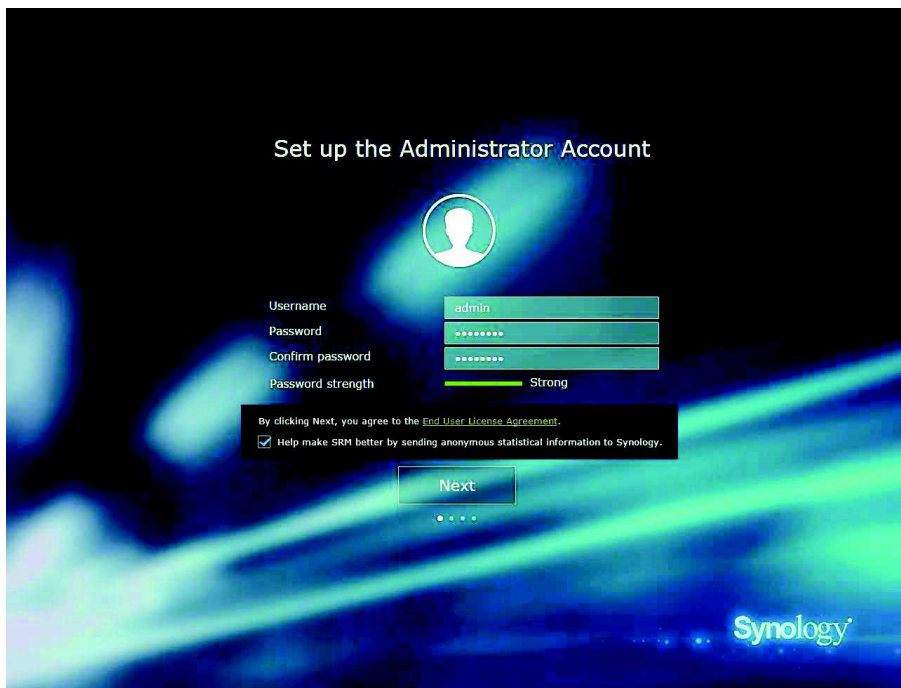 Set up the Administrator Account
Username
admin
Password
••••••••
Confirm password
••••••••
Password strength
Strong
By clicking Next, you agree to the End User License Agreement.
Help make SRM better by sending anonymous statistical information to Synology.
Next
Synology